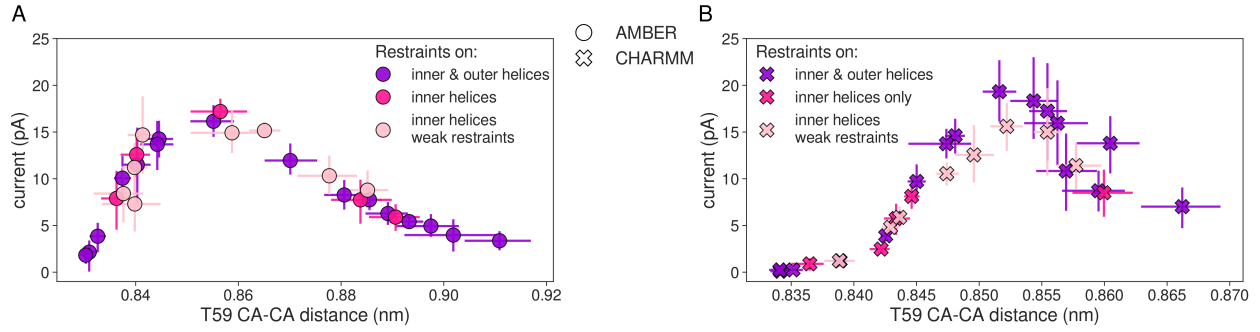 A
25
20
15
10
5
0
current (pA)
0.84
0.86
0.88
0.90
0.92
T59 CA-CA distance (nm)
Restraints on:
inner & outer helices
inner helices
inner helices
weak restraints
AMBER
CHARMM
B
25
20
15
10
5
0
current (pA)
0.835
0.840
0.845
0.850
0.855
0.860
0.865
0.870
T59 CA-CA distance (nm)
Restraints on:
inner & outer helices
inner helices only
inner helices
weak restraints